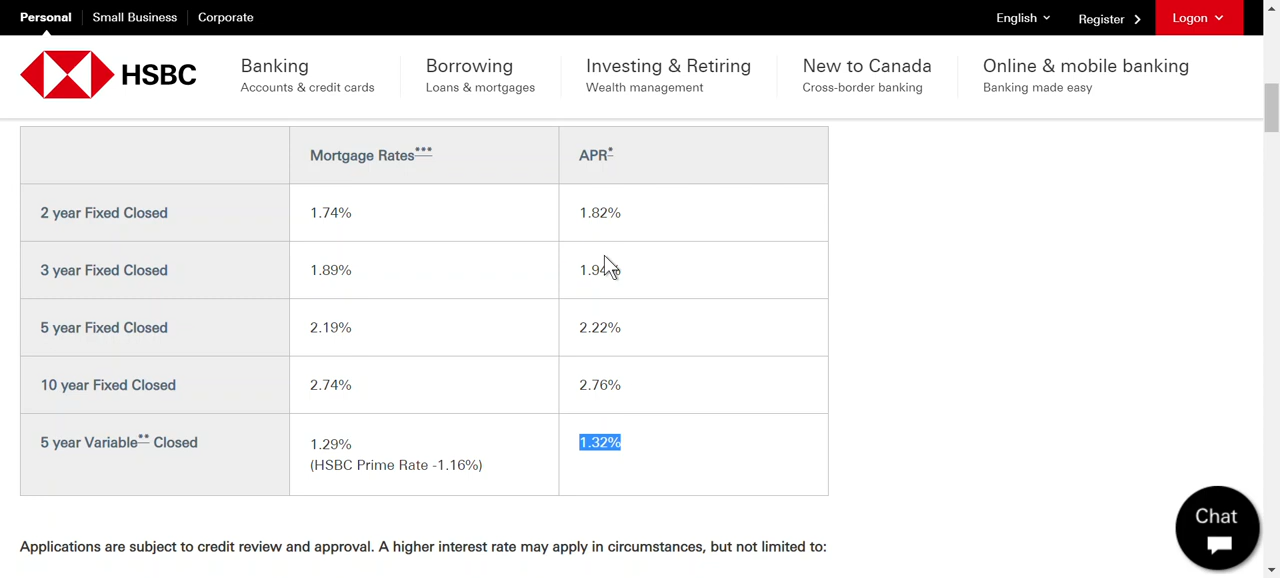 Personal Small Business Corporate English Register Logon
HSBC
Banking Borrowing Investing & Retiring New to Canada Online & mobile banking
Accounts & credit cards Loans & mortgages Wealth management Cross-border banking Banking made easy
Mortgage Rates*** APR*
2 year Fixed Closed 1.74% 1.82%
3 year Fixed Closed 1.89%
5 year Fixed Closed 2.19% 2.22%
10 year Fixed Closed 2.74% 2.76%
5 year Variable** Closed 1.29% 1.32%
(HSBC Prime Rate -1.16%)
Chat
Applications are subject to credit review and approval. A higher interest rate may apply in circumstances, but not limited to: